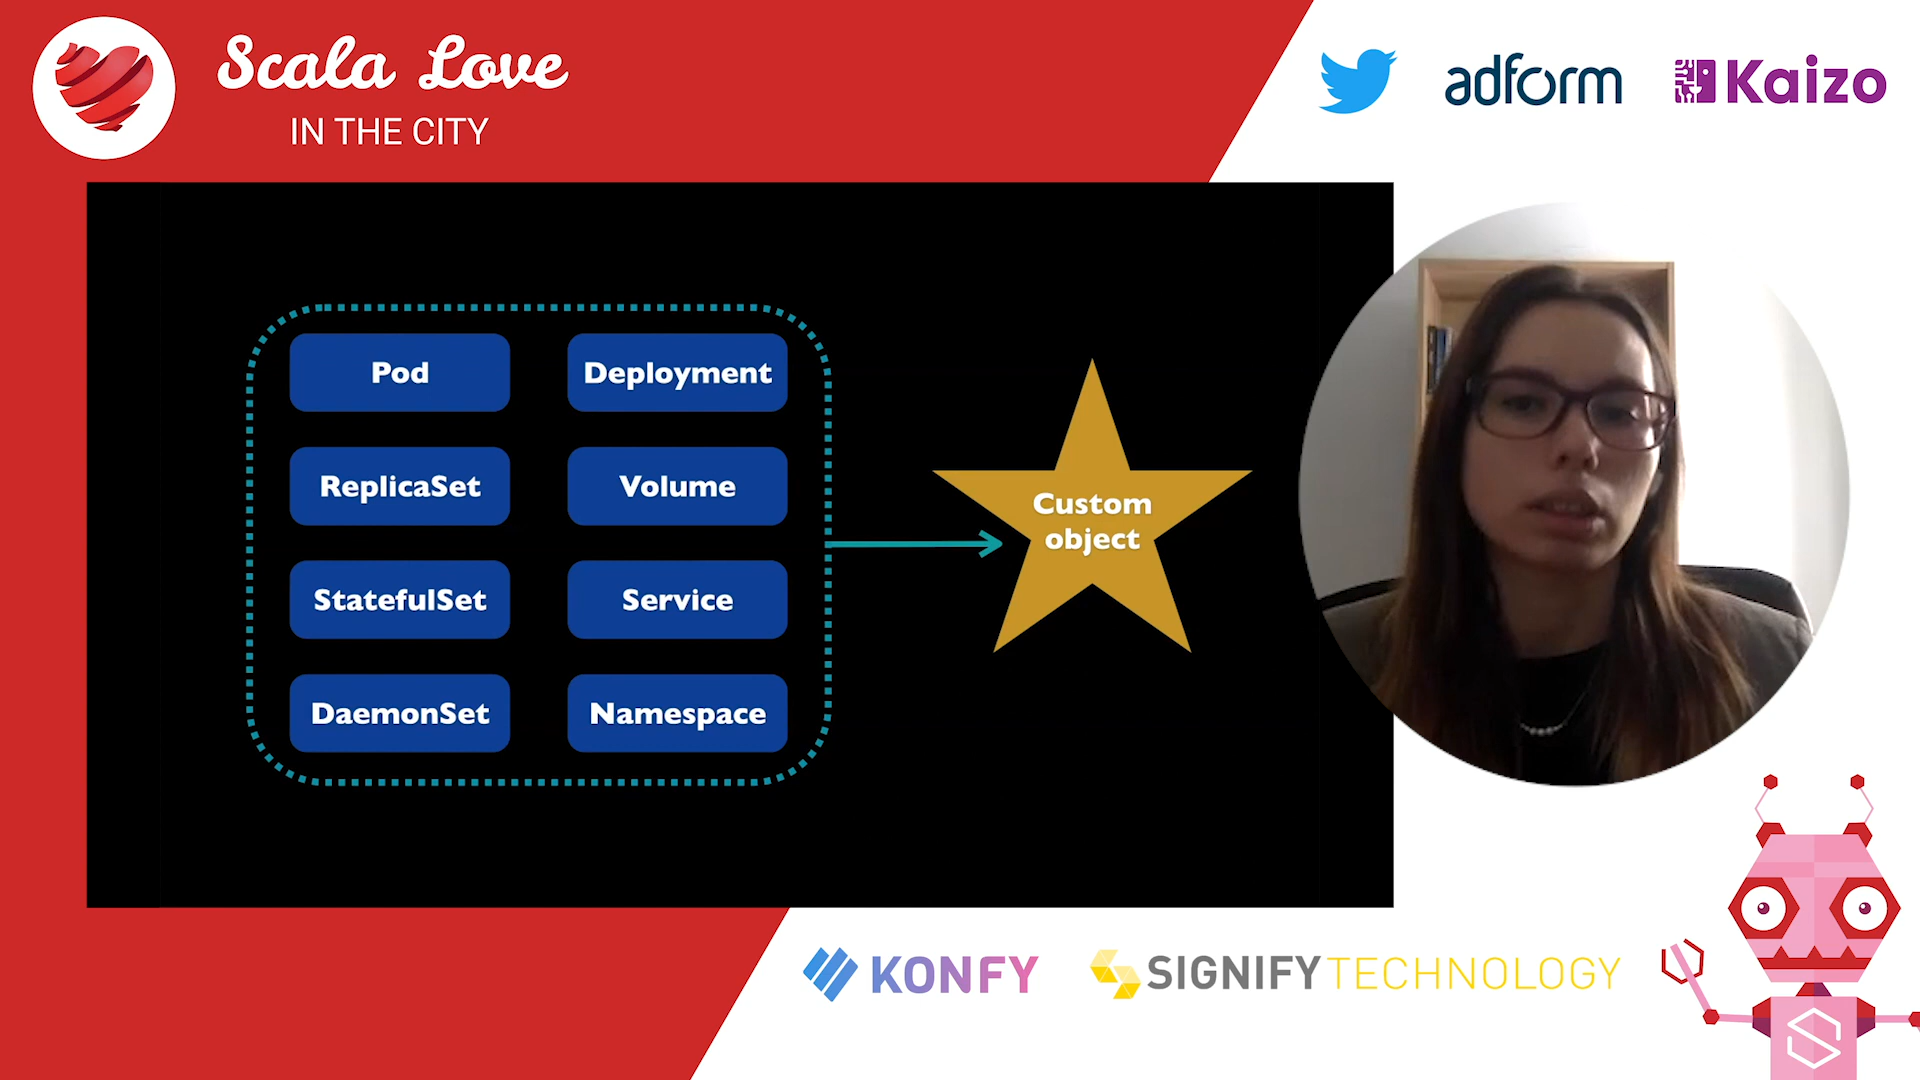 Scala Love
IN THE CITY
adform
Kaizo
Pod
Deployment
ReplicaSet
Volume
StatefulSet
Service
DaemonSet
Namespace
Custom
object
KONFY
SIGNIFY TECHNOLOGY